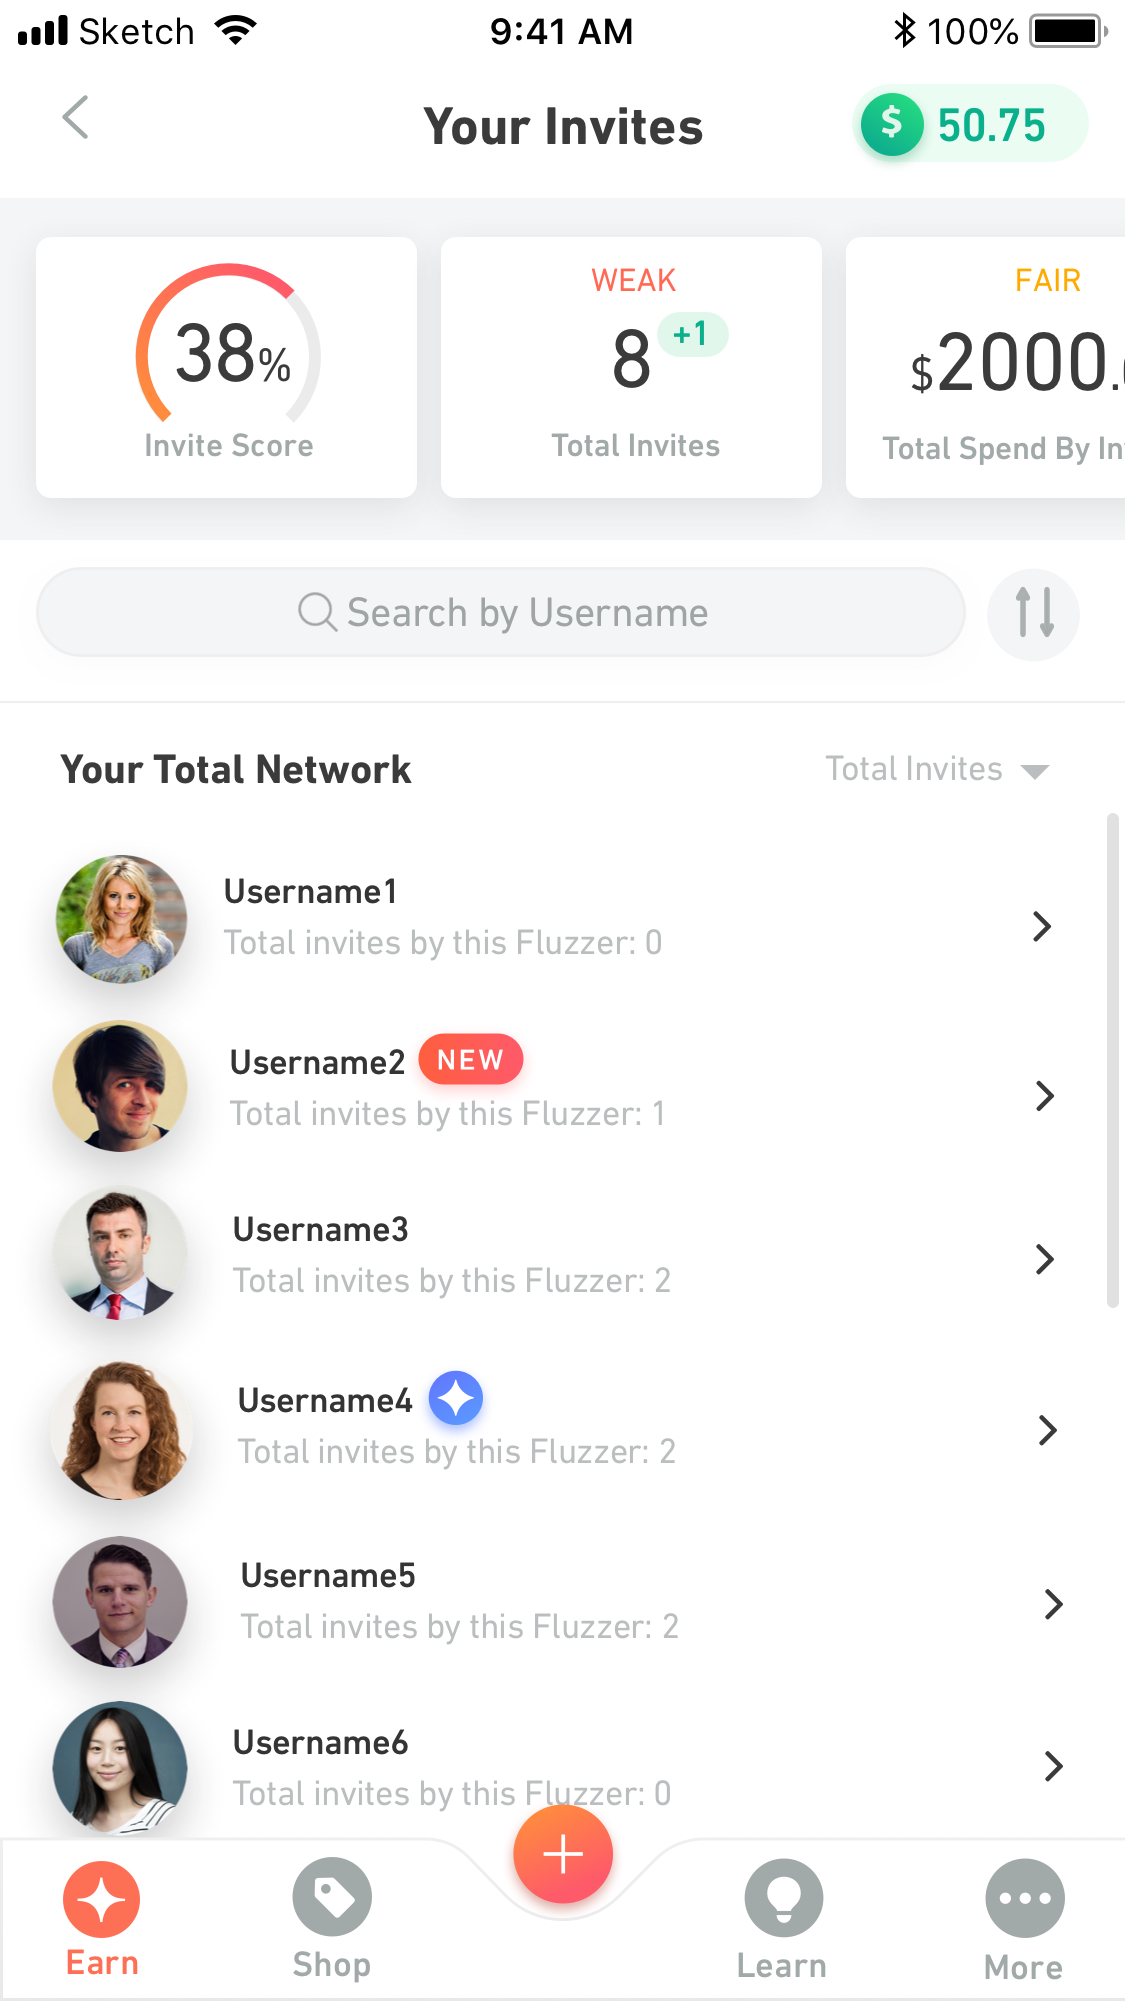 Sketch 9:41 AM 100%
Your Invites $ 50.75
38%
Invite Score
WEAK
8 +1
Total Invites
FAIR
$2000.
Total Spend By In
Search by Username
Your Total Network Total Invites
Username1
Total invites by this Fluzzer: 0
Username2 NEW
Total invites by this Fluzzer: 1
Username3
Total invites by this Fluzzer: 2
Username4
Total invites by this Fluzzer: 2
Username5
Total invites by this Fluzzer: 2
Username6
Total invites by this Fluzzer: 0
Earn Shop Learn More